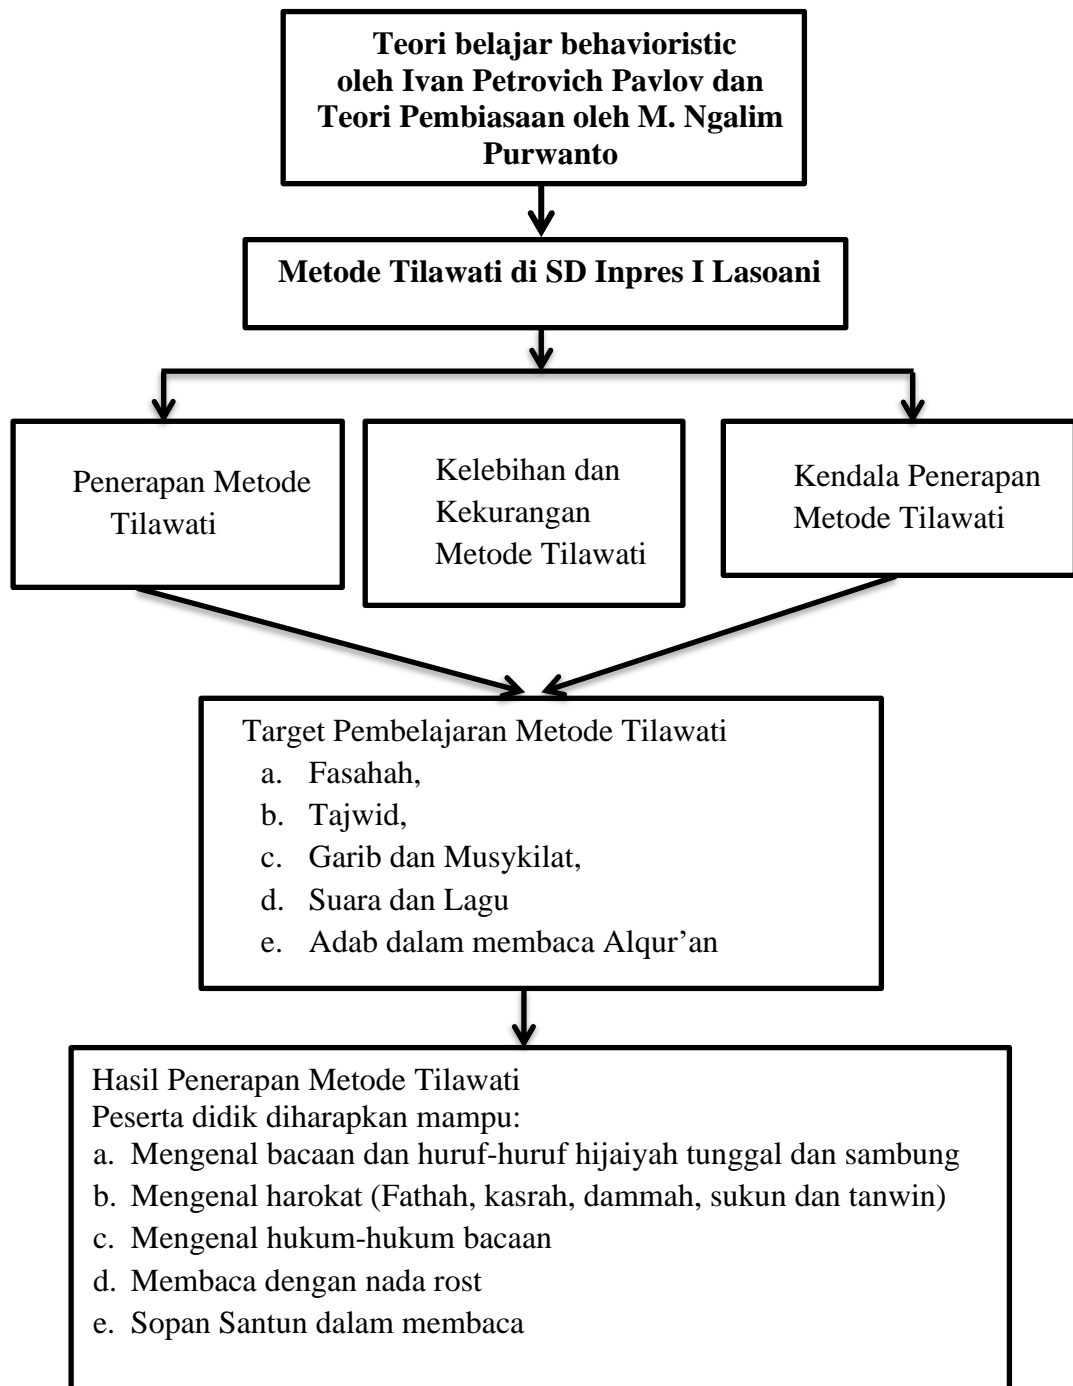 Teori belajar behavioristic
oleh Ivan Petrovich Pavlov dan
Teori Pembiasaan oleh M. Ngalim
Purwanto
Metode Tilawati di SD Inpres I Lasoani
Penerapan Metode
Tilawati
Kelebihan dan
Kekurangan
Metode Tilawati
Kendala Penerapan
Metode Tilawati
Target Pembelajaran Metode Tilawati
a. Fasahah,
b. Tajwid,
c. Garib dan Musykilat,
d. Suara dan Lagu
e. Adab dalam membaca Alqur’an
Hasil Penerapan Metode Tilawati
Peserta didik diharapkan mampu:
a. Mengenal bacaan dan huruf-huruf hijaiyah tunggal dan sambung
b. Mengenal harokat (Fathah, kasrah, dammah, sukun dan tanwin)
c. Mengenal hukum-hukum bacaan
d. Membaca dengan nada rost
e. Sopan Santun dalam membaca